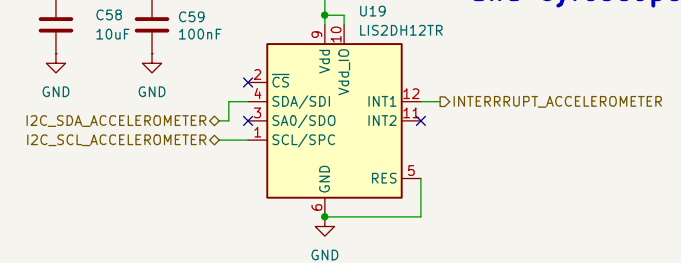 U19
LIS2DH12TR
C58
10uF
C59
100nF
GND
GND
9
10
Vdd
Vdd_IO
2
CS
4
SDA/SDI
3
SA0/SDO
1
SCL/SPC
I2C_SDA_ACCELEROMETER
I2C_SCL_ACCELEROMETER
INT1
12
INTERRRUPT_ACCELEROMETER
INT2
11
RES
5
GND
6
GND